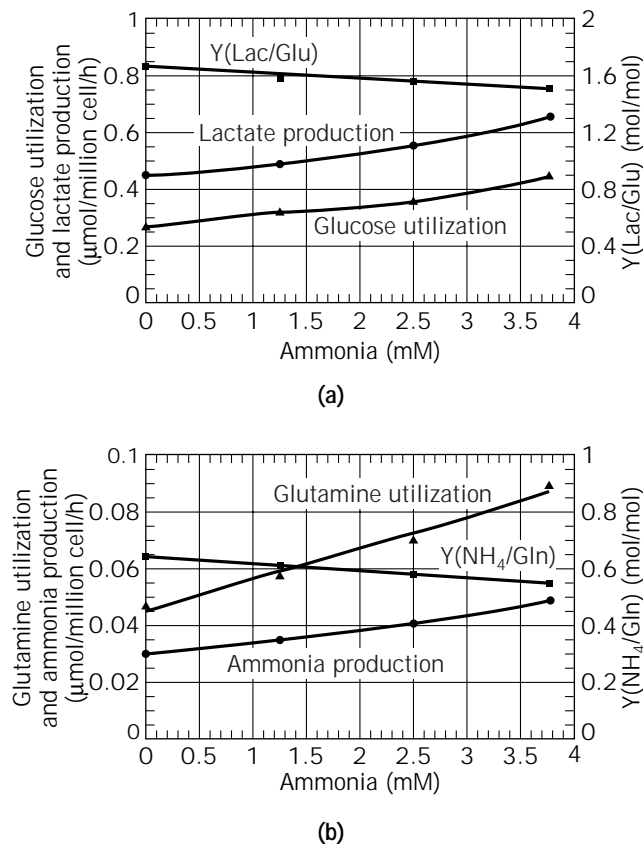 Glucose utilization
and lactate production
(μmol/million cell/h)
1
0.8
0.6
0.4
0.2
0
2
1.6
1.2
0.8
0.4
0
Y(Lac/Glu) (mol/mol)
Y(Lac/Glu)
Lactate production
Glucose utilization
0 0.5 1 1.5 2 2.5 3 3.5 4
Ammonia (mM)
(a)
Glutamine utilization
and ammonia production
(μmol/million cell/h)
0.1
0.08
0.06
0.04
0.02
0
1
0.8
0.6
0.4
0.2
0
Y(NH₄/Gln) (mol/mol)
Glutamine utilization
Y(NH₄/Gln)
Ammonia production
0 0.5 1 1.5 2 2.5 3 3.5 4
Ammonia (mM)
(b)